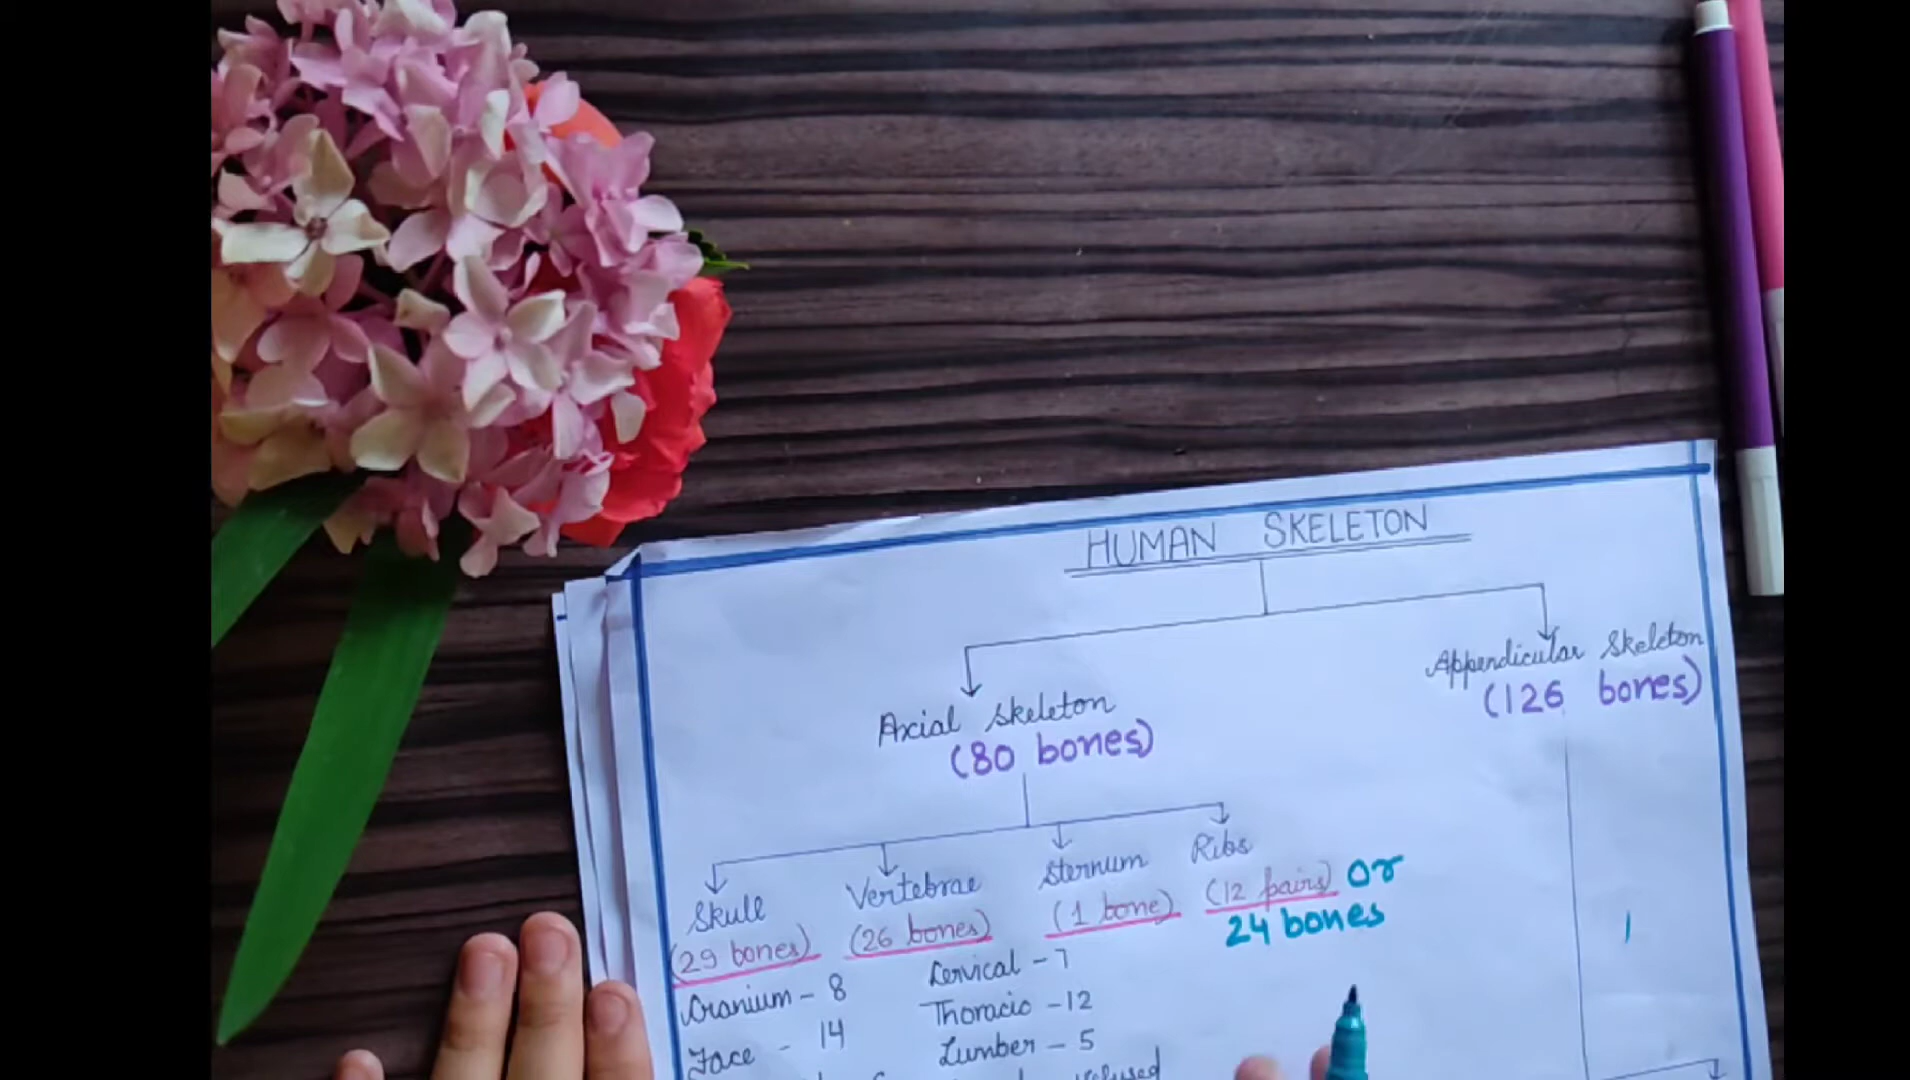 HUMAN SKELETON
Axial Skeleton
(80 bones)
Appendicular Skeleton
(126 bones)
Skull
(29 bones)
Cranium - 8
Face - 14
Vertebrae
(26 bones)
Cervical - 7
Thoracic - 12
Lumber - 5
Sternum
(1 bone)
Ribs
(12 pairs) or
24 bones